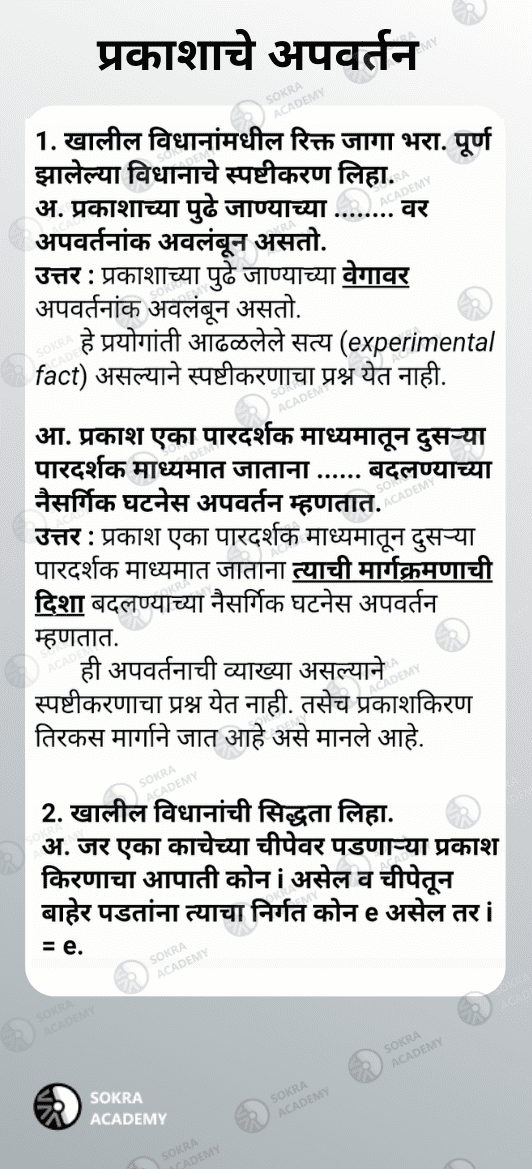 प्रकाशाचे अपवर्तन
1. खालील विधानांमधील रिक्त जागा भरा. पूर्ण
झालेल्या विधानाचे स्पष्टीकरण लिहा.
अ. प्रकाशाच्या पुढे जाण्याच्या ........ वर
अपवर्तनांक अवलंबून असतो.
उत्तर : प्रकाशाच्या पुढे जाण्याच्या वेगावर
अपवर्तनांक अवलंबून असतो.
हे प्रयोगांती आढळलेले सत्य (experimental
fact) असल्याने स्पष्टीकरणाचा प्रश्न येत नाही.
आ. प्रकाश एका पारदर्शक माध्यमातून दुसऱ्या
पारदर्शक माध्यमात जाताना ...... बदलण्याच्या
नैसर्गिक घटनेस अपवर्तन म्हणतात.
उत्तर : प्रकाश एका पारदर्शक माध्यमातून दुसऱ्या
पारदर्शक माध्यमात जाताना त्याची मार्गक्रमणाची
दिशा बदलण्याच्या नैसर्गिक घटनेस अपवर्तन
म्हणतात.
ही अपवर्तनाची व्याख्या असल्याने
स्पष्टीकरणाचा प्रश्न येत नाही. तसेच प्रकाशकिरण
तिरकस मार्गाने जात आहे असे मानले आहे.
2. खालील विधानांची सिद्धता लिहा.
अ. जर एका काचेच्या चीपेवर पडणाऱ्या प्रकाश
किरणाचा आपाती कोन i असेल व चीपेतून
बाहेर पडतांना त्याचा निर्गत कोन e असेल तर i
= e.
SOKRA
ACADEMY